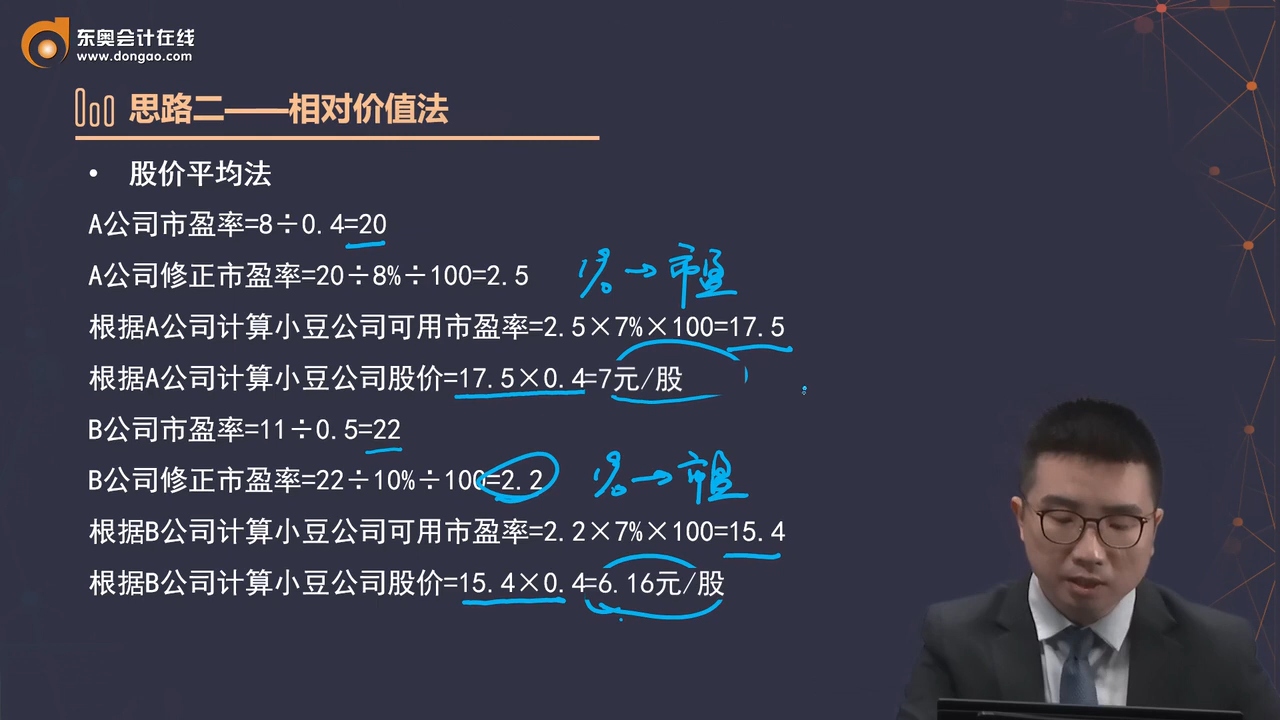 东奥会计在线
www.dongao.com
思路二——相对价值法
• 股价平均法
A公司市盈率=8÷0.4=20
A公司修正市盈率=20÷8%÷100=2.5
1%→市盈
根据A公司计算小豆公司可用市盈率=2.5×7%×100=17.5
根据A公司计算小豆公司股价=17.5×0.4=7元/股
B公司市盈率=11÷0.5=22
B公司修正市盈率=22÷10%÷100=2.2
1%→市盈
根据B公司计算小豆公司可用市盈率=2.2×7%×100=15.4
根据B公司计算小豆公司股价=15.4×0.4=6.16元/股